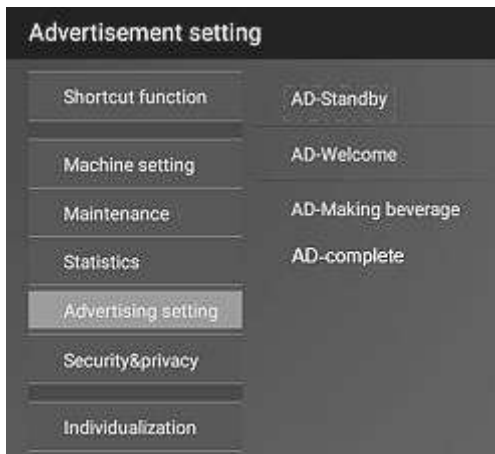 Advertisement setting
Shortcut function
Machine setting
Maintenance
Statistics
Advertising setting
Security&privacy
Individualization
AD-Standby
AD-Welcome
AD-Making beverage
AD-complete